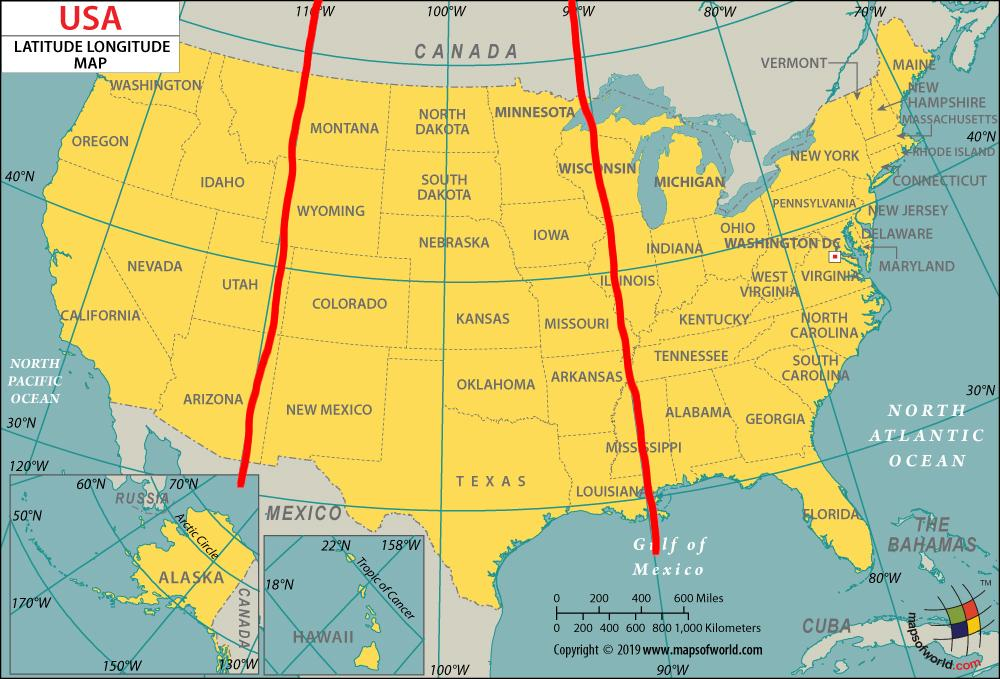 USA
LATITUDE LONGITUDE
MAP
110°W
100°W
90°W
80°W
70°W
CANADA
VERMONT
MAINE
WASHINGTON
NEW
HAMPSHIRE
MONTANA
NORTH
DAKOTA
MINNESOTA
MASSACHUSETTS
OREGON
40°N
RHODE ISLAND
NEW YORK
WISCONSIN
MICHIGAN
40°N
IDAHO
SOUTH
DAKOTA
CONNECTICUT
WYOMING
PENNSYLVANIA
NEW JERSEY
OHIO
DELAWARE
IOWA
NEBRASKA
INDIANA
WASHINGTON DC
MARYLAND
NEVADA
UTAH
ILLINOIS
WEST
VIRGINIA
VIRGINIA
COLORADO
CALIFORNIA
KANSAS
MISSOURI
KENTUCKY
NORTH
CAROLINA
NORTH
PACIFIC
OCEAN
TENNESSEE
SOUTH
CAROLINA
OKLAHOMA
ARKANSAS
30°N
ARIZONA
NEW MEXICO
ALABAMA
GEORGIA
NORTH
ATLANTIC
OCEAN
30°N
MISSISSIPPI
120°W
TEXAS
LOUISIANA
60°N
70°N
RUSSIA
MEXICO
FLORIDA
50°N
Arctic Circle
THE
BAHAMAS
22°N
158°W
Gulf of
Mexico
ALASKA
Tropic of Cancer
18°N
80°W
170°W
CANADA
0 200 400 600 Miles
0 200 400 600 800 1,000 Kilometers
HAWAII
CUBA
Copyright © 2019 www.mapsofworld.com
TM
mapsofworld.com
150°W
130°W
100°W
90°W